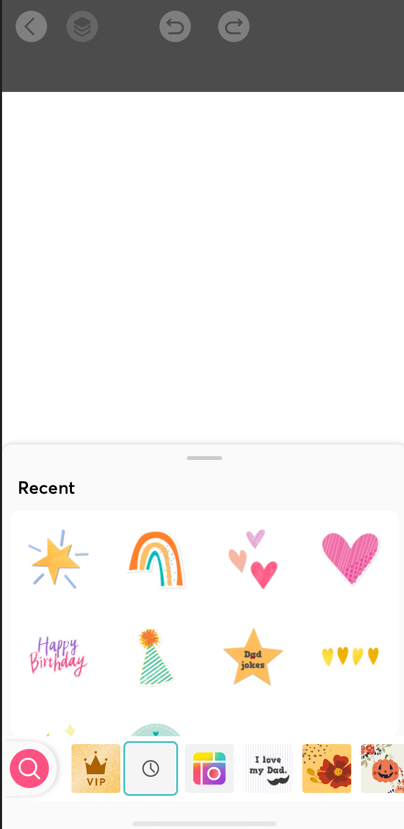 Recent
Happy
Birthday
Dad
jokes
VIP
I love
my Dad.